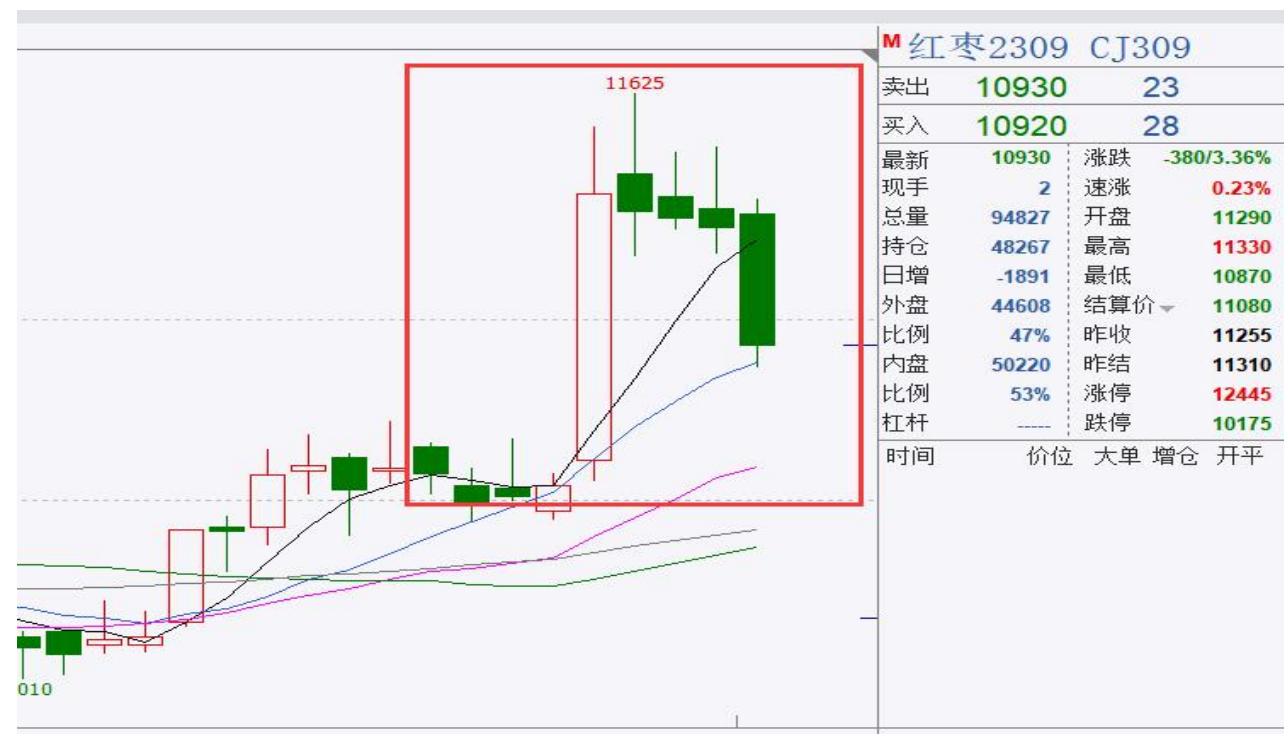 11625
010
M 红枣2309 CJ309
卖出 10930 23
买入 10920 28
最新 10930 涨跌 -380/3.36%
现手 2 速涨 0.23%
总量 94827 开盘 11290
持仓 48267 最高 11330
日增 -1891 最低 10870
外盘 44608 结算价 11080
比例 47% 昨收 11255
内盘 50220 昨结 11310
比例 53% 涨停 12445
杠杆 ----- 跌停 10175
时间 价位 大单 增仓 开平